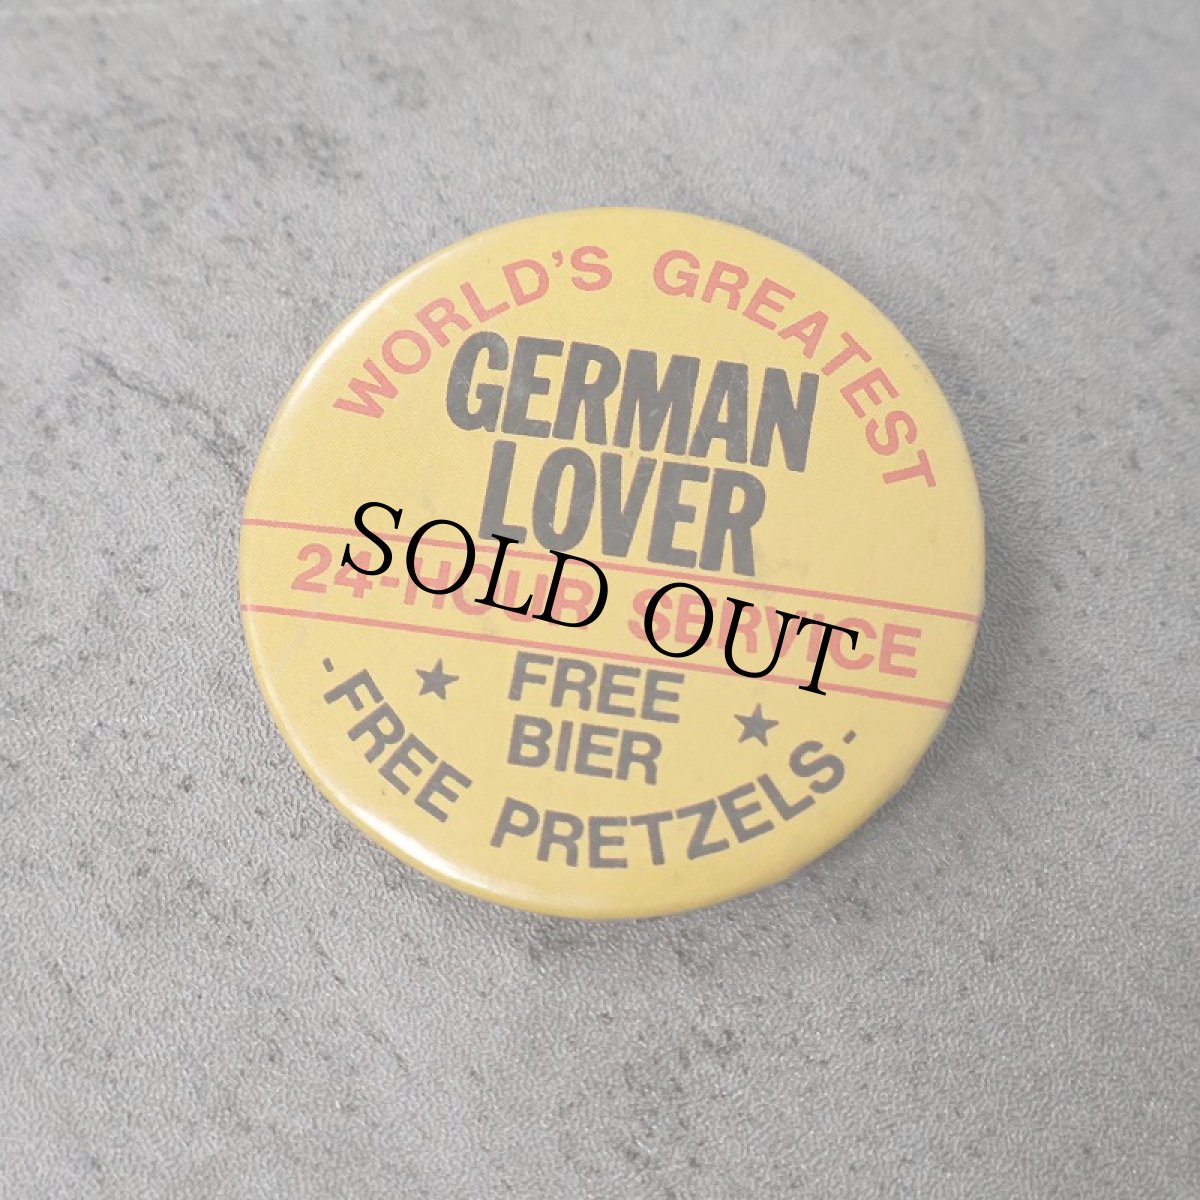 WORLD'S GREATEST
GERMAN
LOVER
24-HOUR SERVICE
SOLD OUT
★ FREE ★
BIER
-FREE PRETZELS-